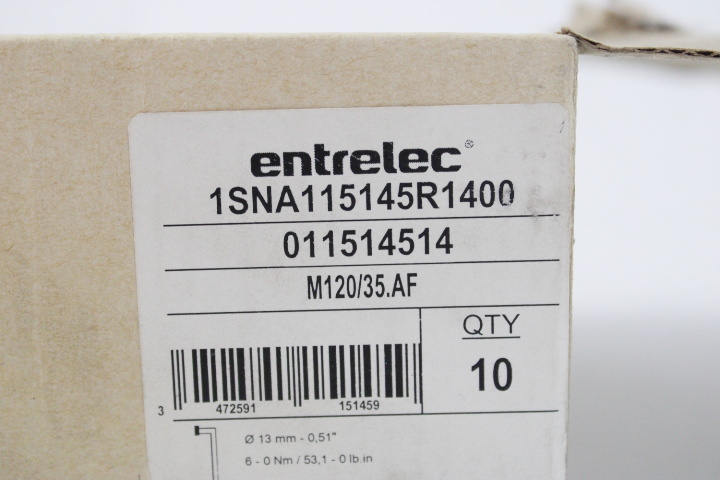 entrelec®
1SNA115145R1400
011514514
M120/35.AF
QTY
10
3 472591 151459
Ø 13 mm - 0,51"
6 - 0 Nm / 53,1 - 0 lb.in